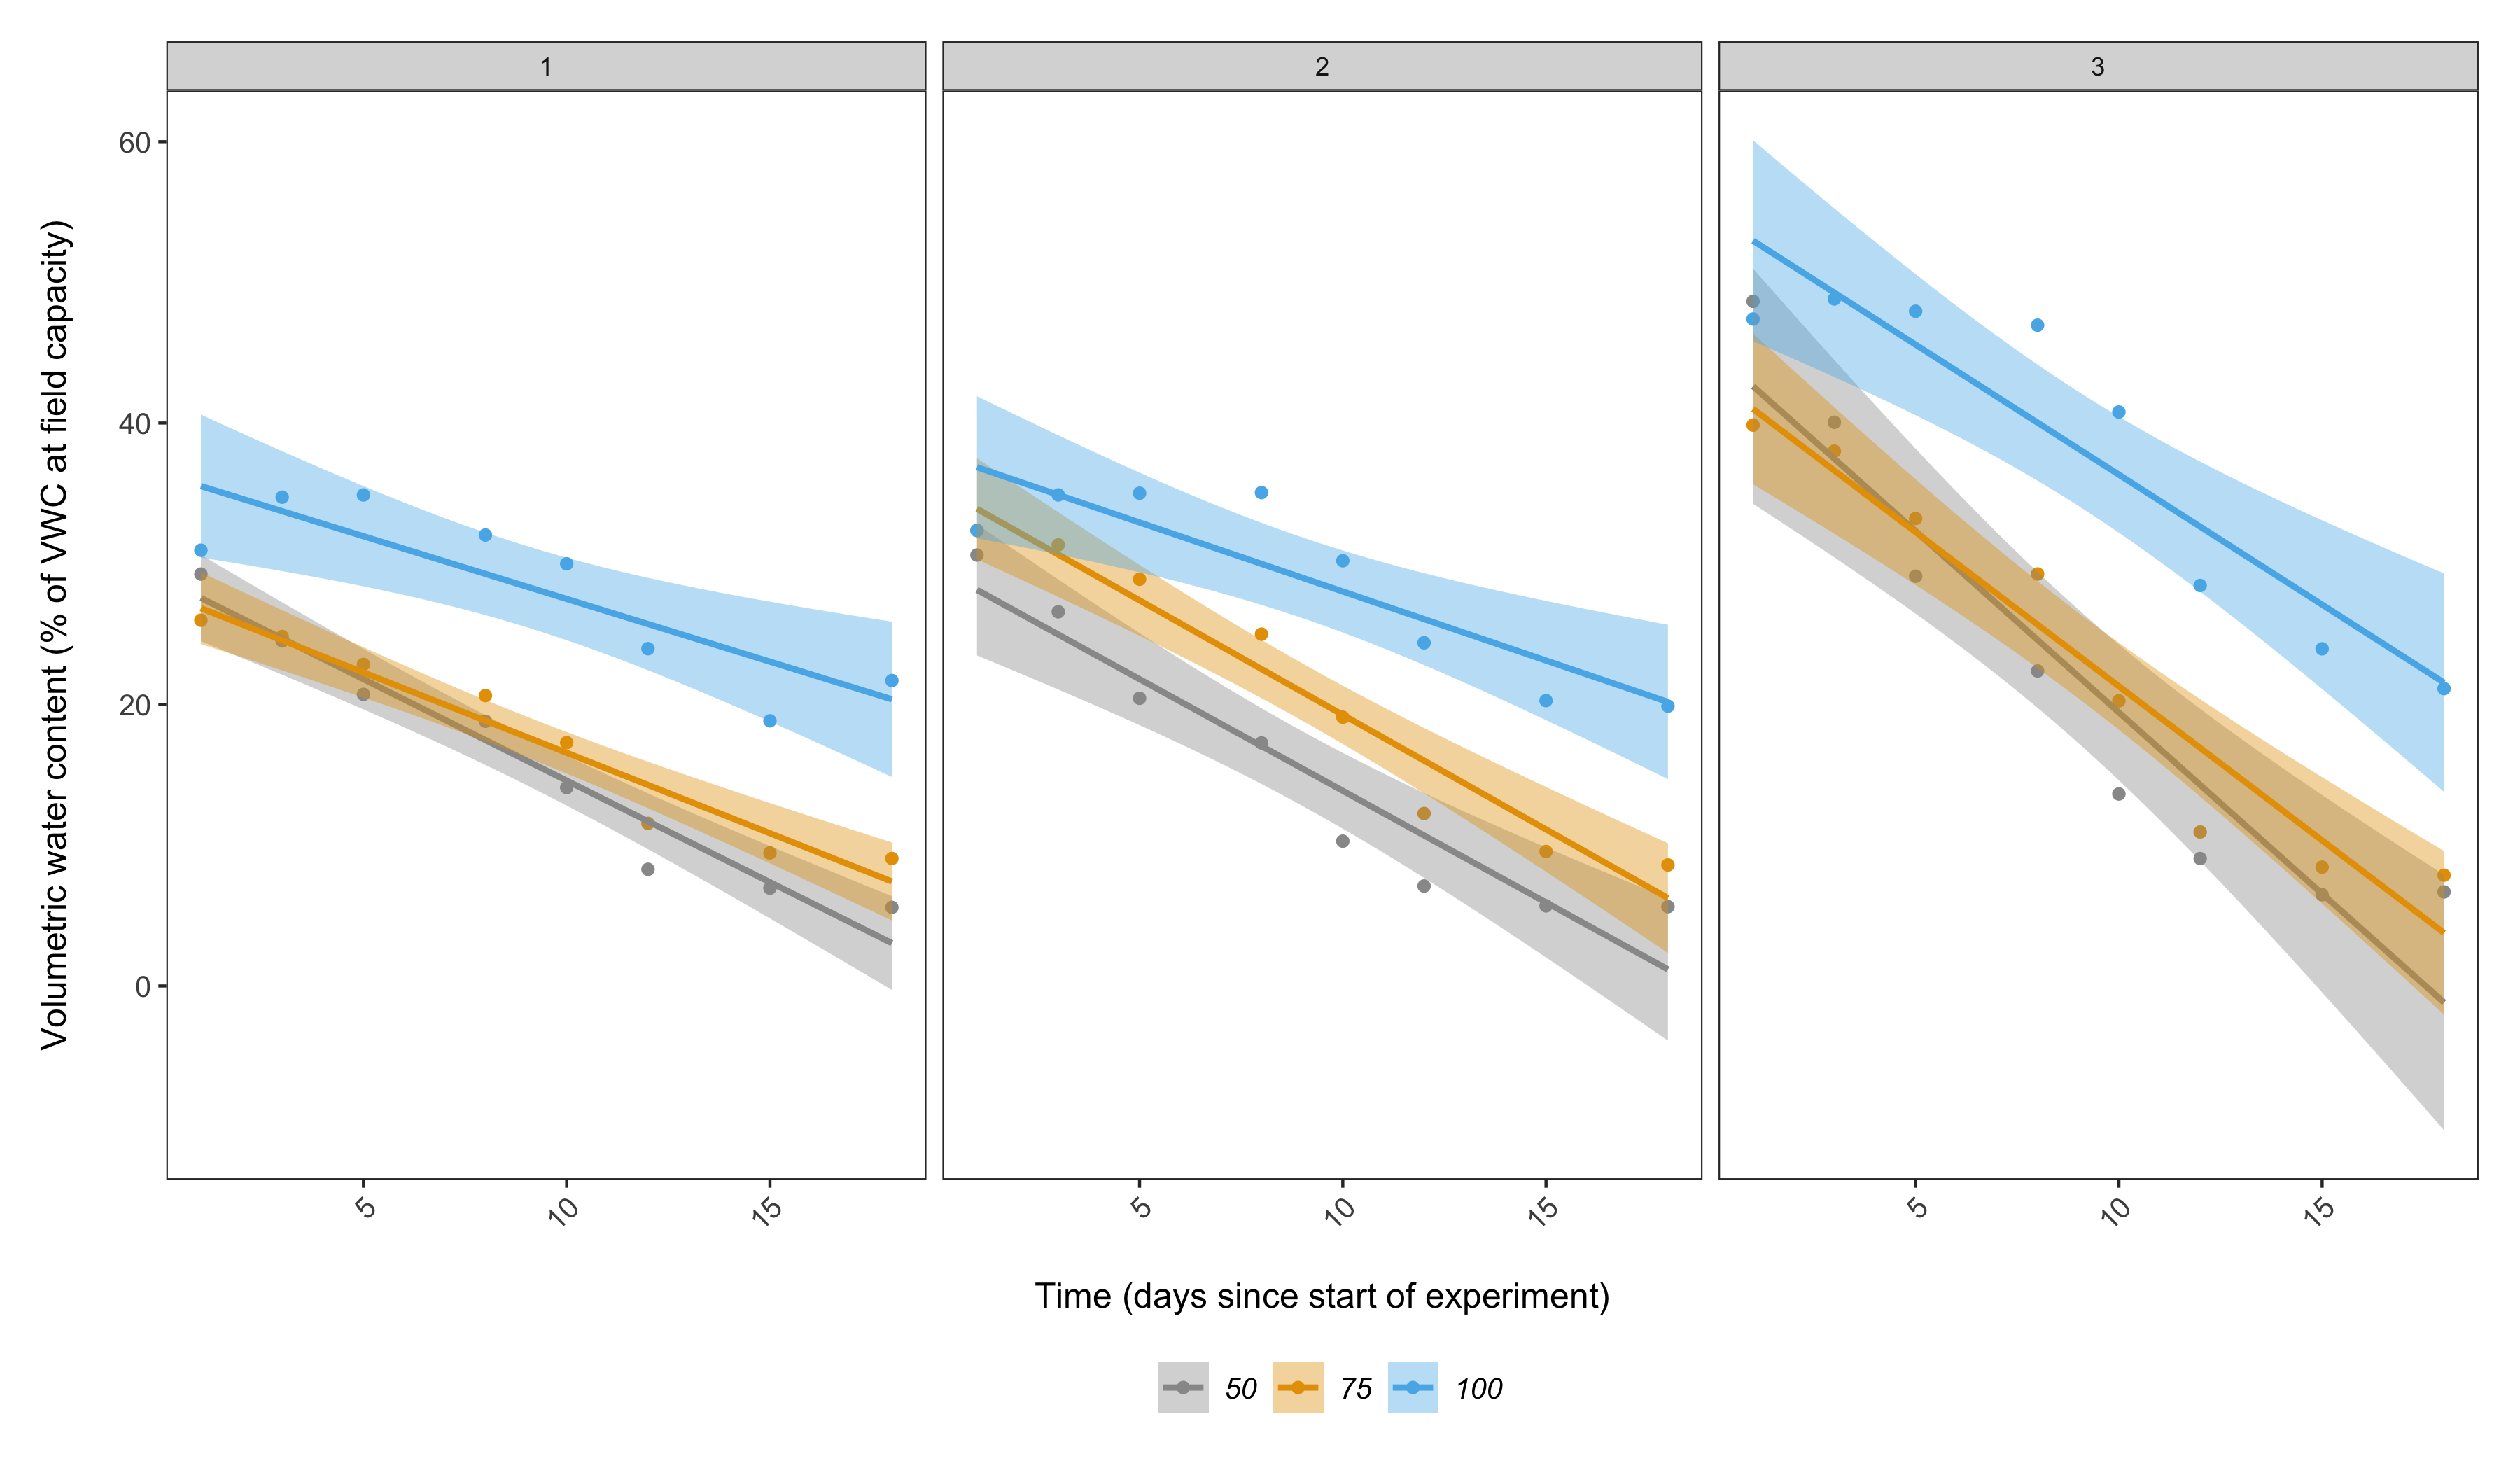 1 2 3
60
40
20
0
Volumetric water content (% of VWC at field capacity)
5 10 15 5 10 15 5 10 15
Time (days since start of experiment)
50 75 100